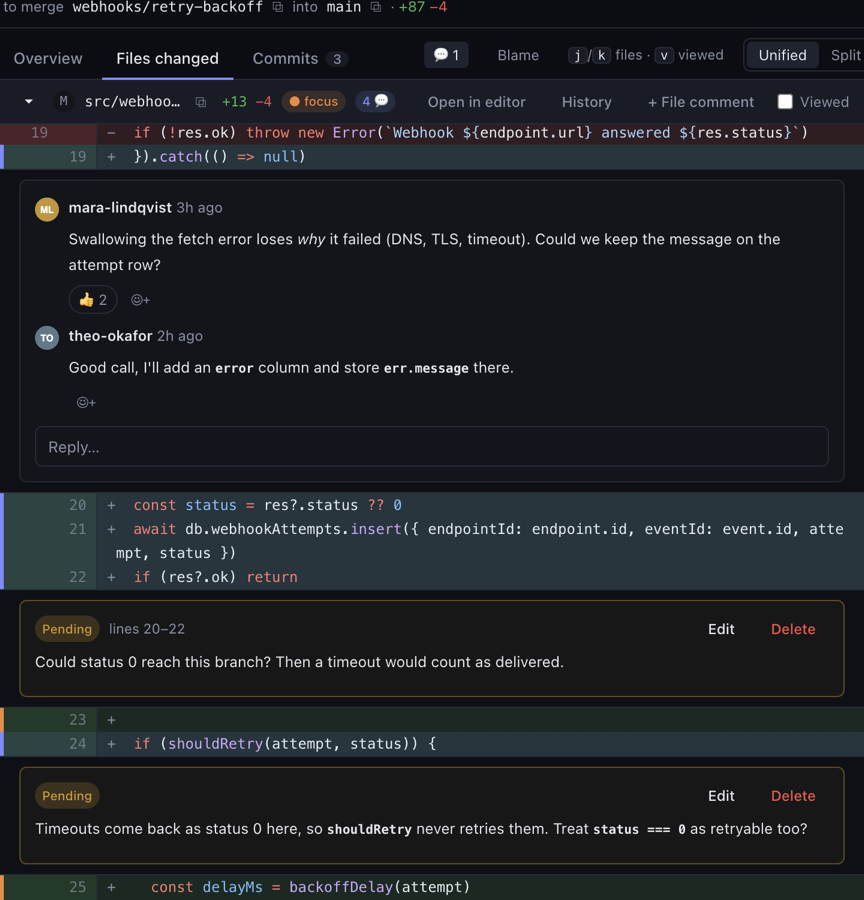 to merge webhooks/retry-backoff into main · +87 −4
Overview Files changed Commits 3 💬 1 Blame j/k files · v viewed Unified Split
M src/webhoo… +13 −4 focus 4 💬 Open in editor History + File comment Viewed
19 − if (!res.ok) throw new Error(`Webhook ${endpoint.url} answered ${res.status}`)
19 + }).catch(() => null)
ML mara-lindqvist 3h ago
Swallowing the fetch error loses why it failed (DNS, TLS, timeout). Could we keep the message on the
attempt row?
👍 2
TO theo-okafor 2h ago
Good call, I'll add an error column and store err.message there.
Reply...
20 + const status = res?.status ?? 0
21 + await db.webhookAttempts.insert({ endpointId: endpoint.id, eventId: event.id, atte
mpt, status })
22 + if (res?.ok) return
Pending lines 20–22 Edit Delete
Could status 0 reach this branch? Then a timeout would count as delivered.
23 +
24 + if (shouldRetry(attempt, status)) {
Pending Edit Delete
Timeouts come back as status 0 here, so shouldRetry never retries them. Treat status === 0 as retryable too?
25 + const delayMs = backoffDelay(attempt)